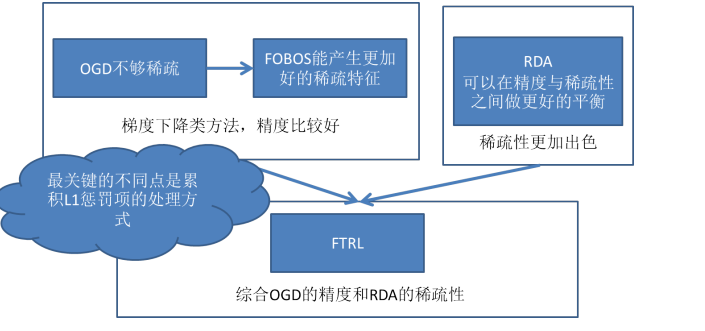 OGD不够稀疏
FOBOS能产生更加
好的稀疏特征
梯度下降类方法，精度比较好
RDA
可以在精度与稀疏性
之间做更好的平衡
稀疏性更加出色
最关键的不同点是累
积L1惩罚项的处理方
式
FTRL
综合OGD的精度和RDA的稀疏性